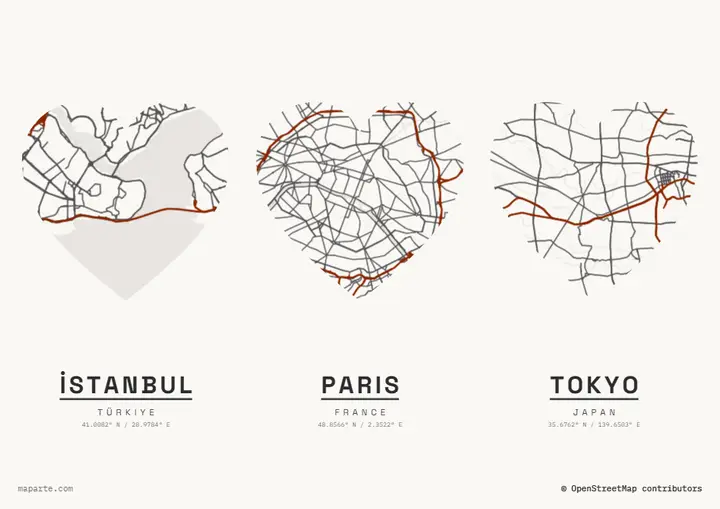 İSTANBUL
TÜRKIYE
41.0082° N / 28.9784° E
PARIS
FRANCE
48.8566° N / 2.3522° E
TOKYO
JAPAN
35.6762° N / 139.6503° E
maparte.com
© OpenStreetMap contributors